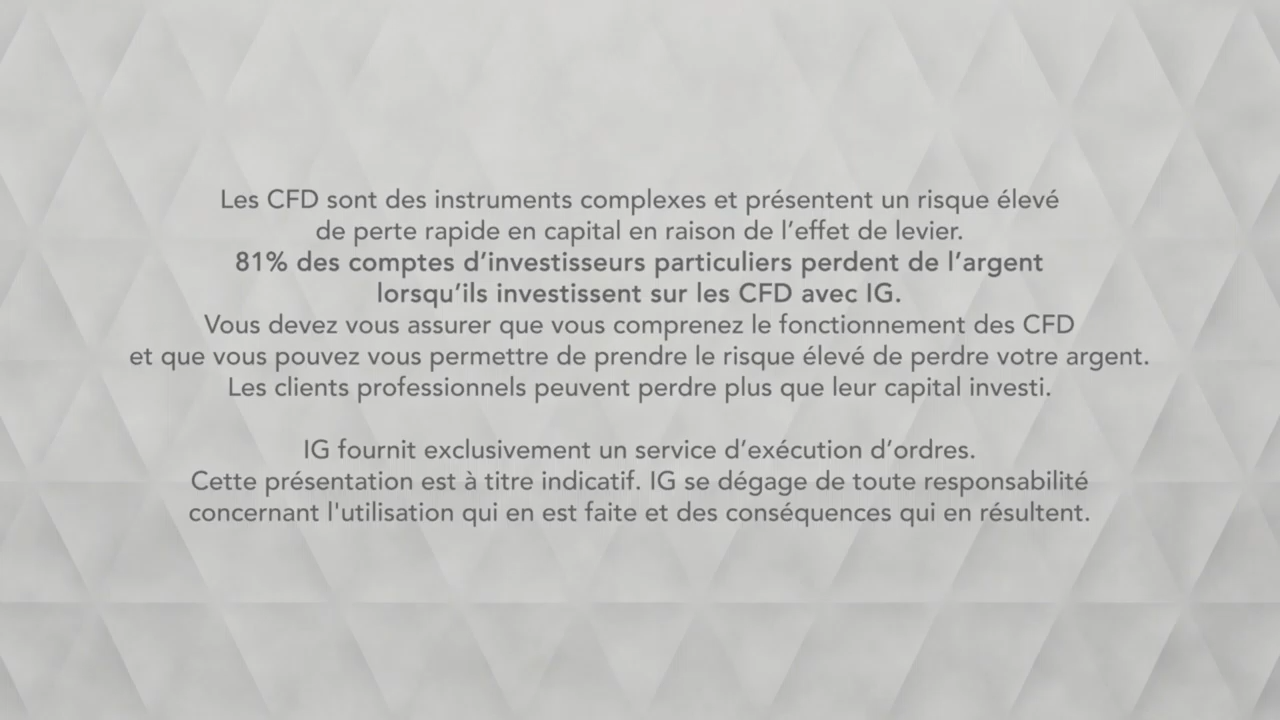 Les CFD sont des instruments complexes et présentent un risque élevé
de perte rapide en capital en raison de l’effet de levier.
81% des comptes d’investisseurs particuliers perdent de l’argent
lorsqu’ils investissent sur les CFD avec IG.
Vous devez vous assurer que vous comprenez le fonctionnement des CFD
et que vous pouvez vous permettre de prendre le risque élevé de perdre votre argent.
Les clients professionnels peuvent perdre plus que leur capital investi.
IG fournit exclusivement un service d’exécution d’ordres.
Cette présentation est à titre indicatif. IG se dégage de toute responsabilité
concernant l'utilisation qui en est faite et des conséquences qui en résultent.